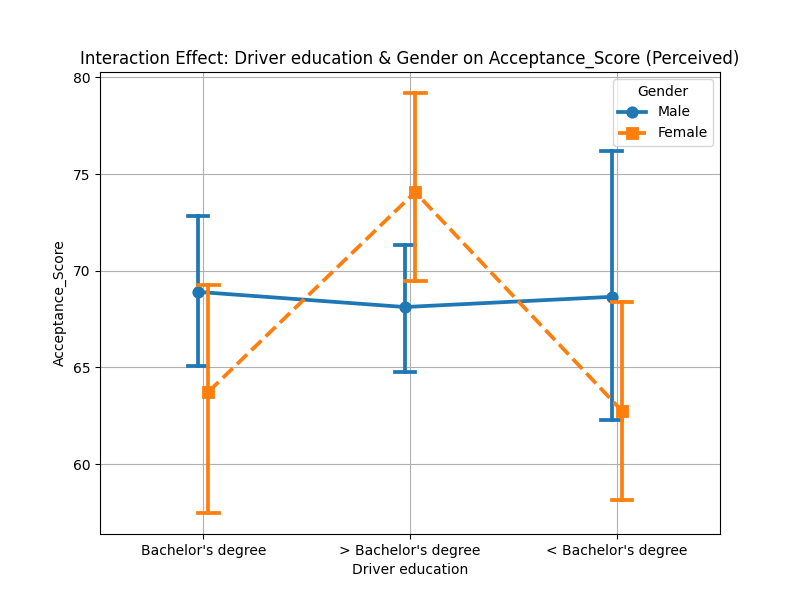 Interaction Effect: Driver education & Gender on Acceptance_Score (Perceived)
Gender
Male
Female
80
75
70
65
60
Acceptance_Score
Bachelor's degree
> Bachelor's degree
< Bachelor's degree
Driver education